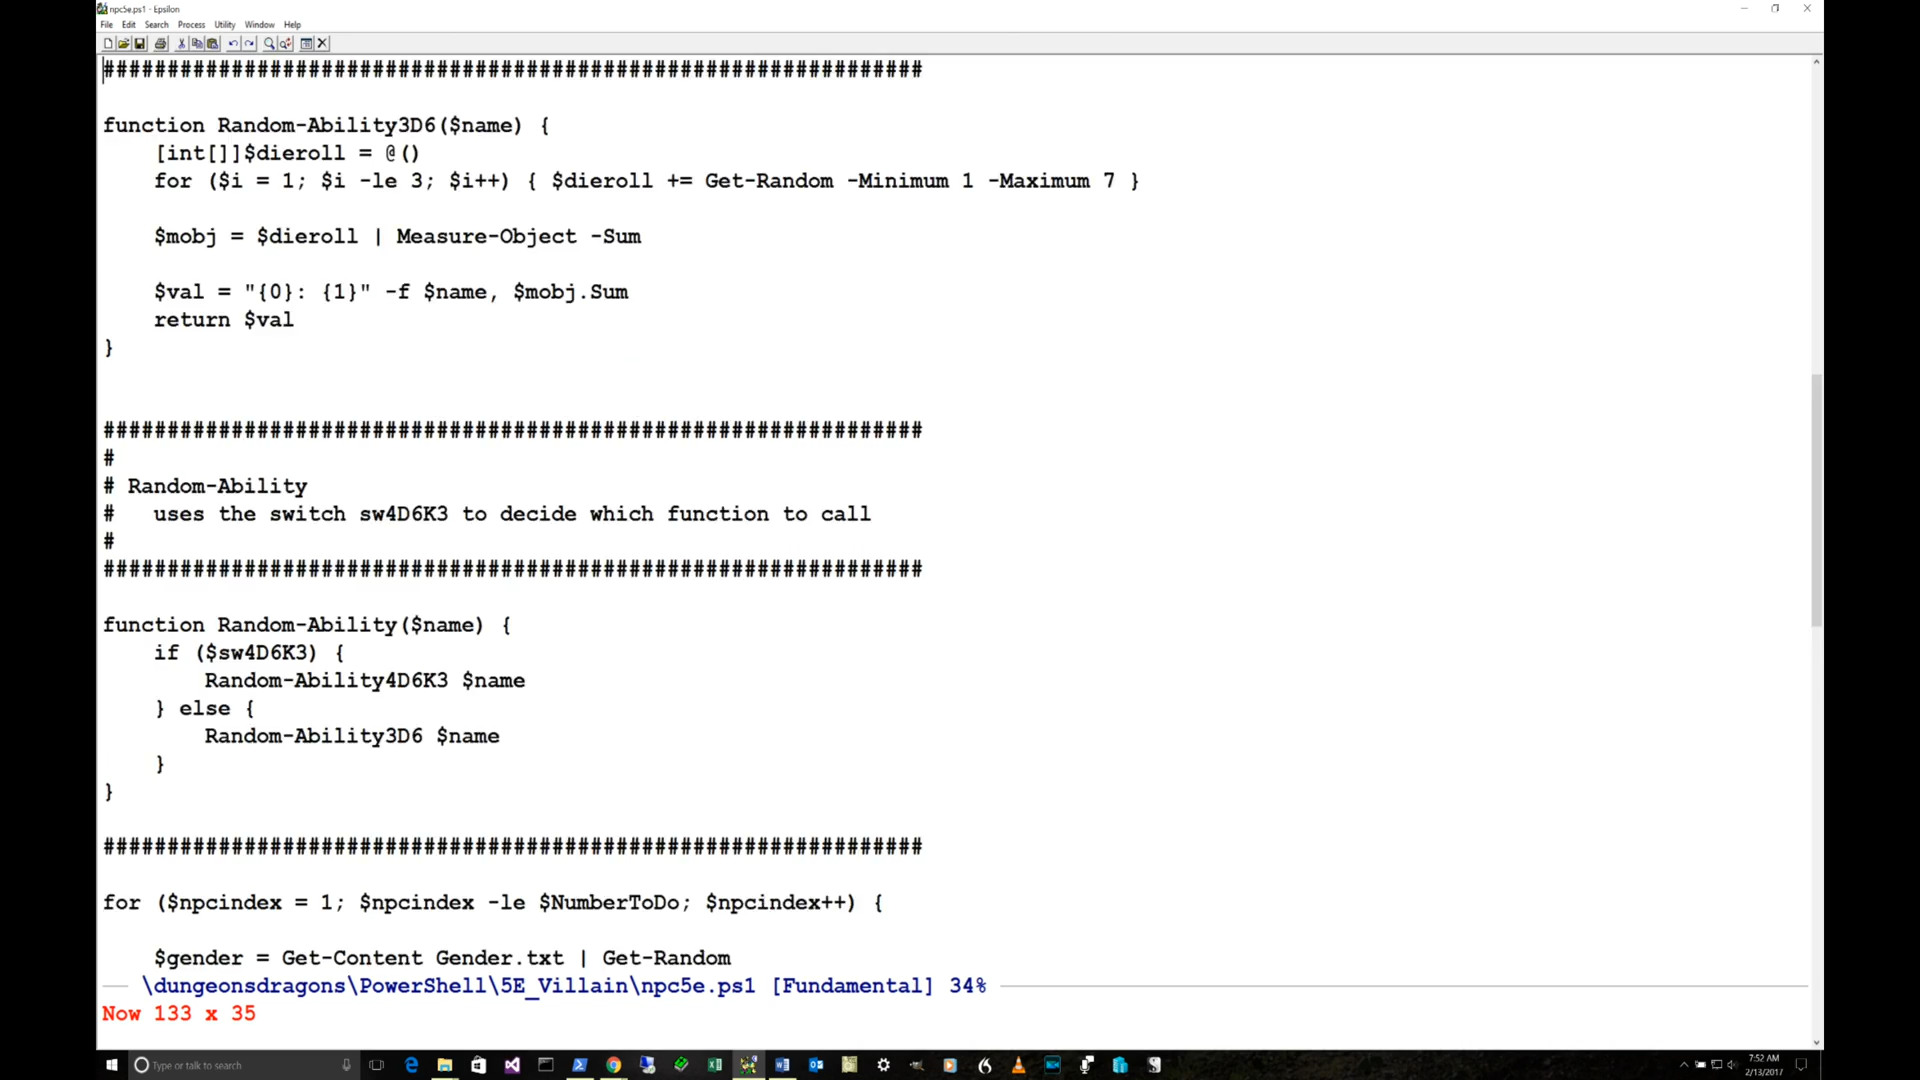 npc5e.ps1 - Epsilon
File Edit Search Process Utility Window Help
################################################################
function Random-Ability3D6($name) {
    [int[]]$dieroll = @()
    for ($i = 1; $i -le 3; $i++) { $dieroll += Get-Random -Minimum 1 -Maximum 7 }
    $mobj = $dieroll | Measure-Object -Sum
    $val = "{0}: {1}" -f $name, $mobj.Sum
    return $val
}
################################################################
#
# Random-Ability
#   uses the switch sw4D6K3 to decide which function to call
#
################################################################
function Random-Ability($name) {
    if ($sw4D6K3) {
        Random-Ability4D6K3 $name
    } else {
        Random-Ability3D6 $name
    }
}
################################################################
for ($npcindex = 1; $npcindex -le $NumberToDo; $npcindex++) {
    $gender = Get-Content Gender.txt | Get-Random
\dungeonsdragons\PowerShell\5E_Villain\npc5e.ps1 [Fundamental] 34%
Now 133 x 35
Type or talk to search
7:52 AM
2/13/2017